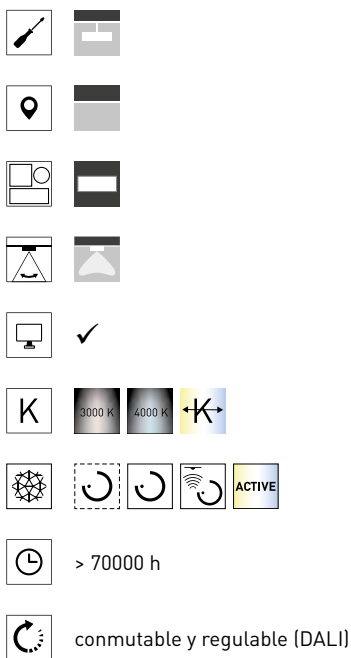 K
3000 K
4000 K
K
ACTIVE
> 70000 h
conmutable y regulable (DALI)